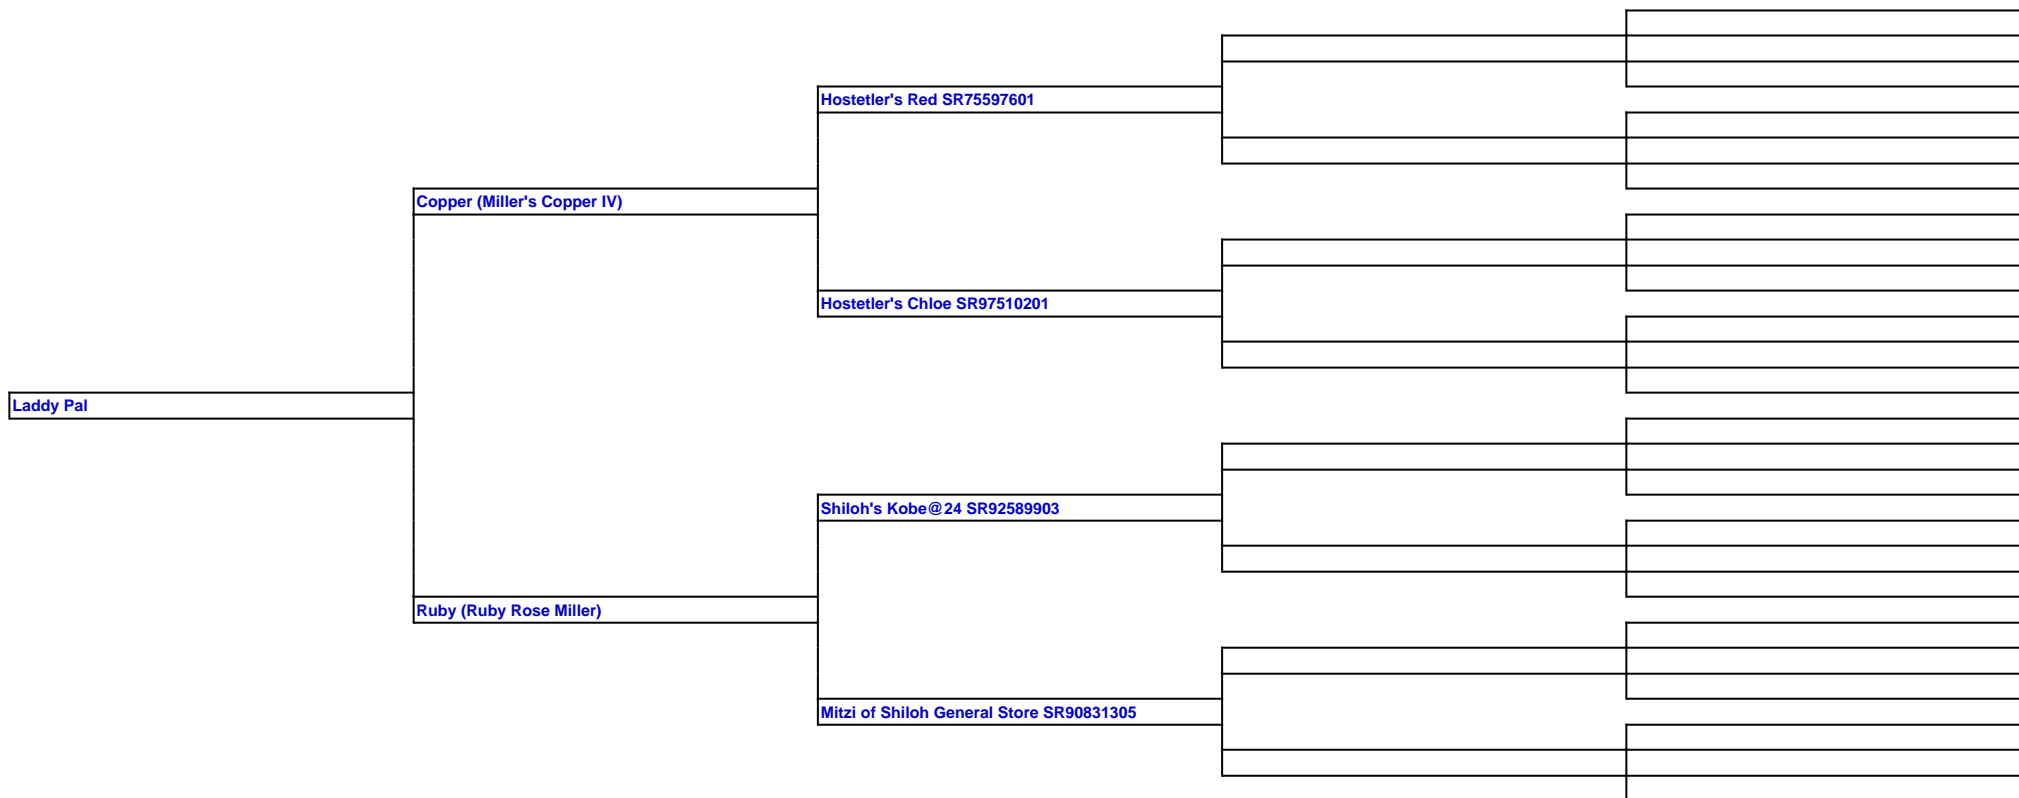 Hostetler's Red SR75597601
Copper (Miller's Copper IV)
Hostetler's Chloe SR97510201
Laddy Pal
Shiloh's Kobe@24 SR92589903
Ruby (Ruby Rose Miller)
Mitzi of Shiloh General Store SR90831305